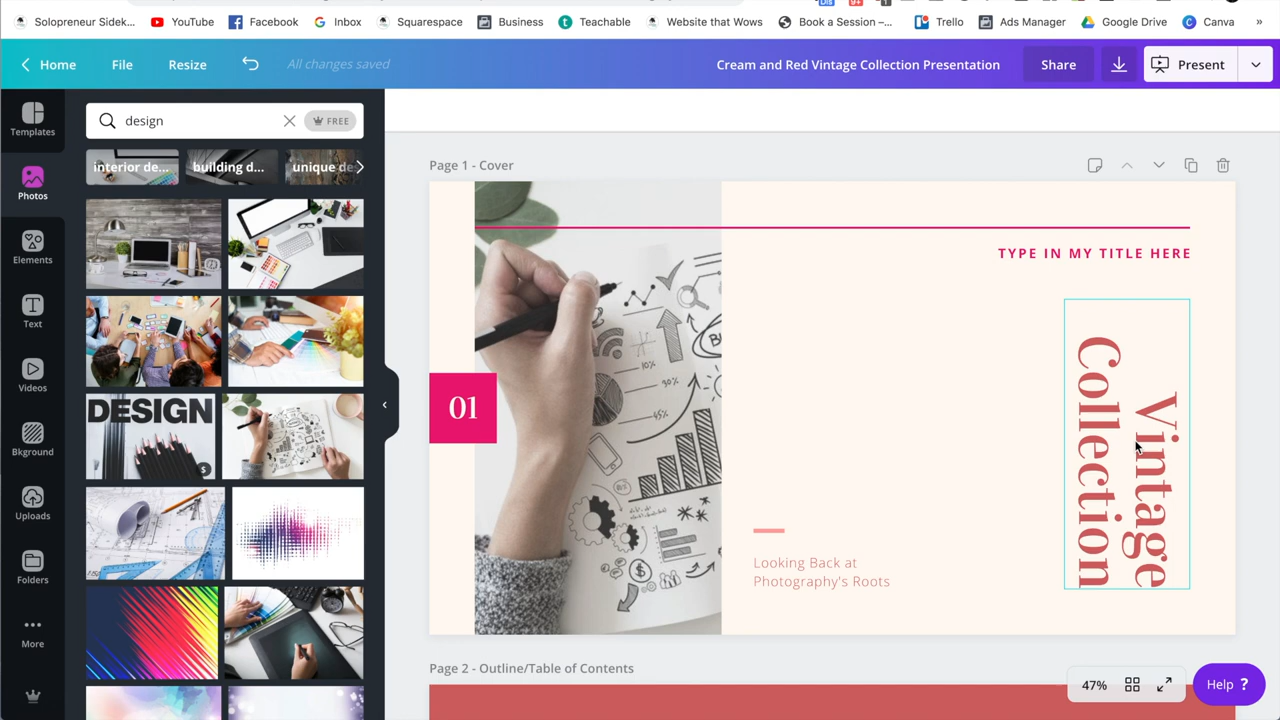 Solopreneur Sidek...
YouTube
Facebook
Inbox
Squarespace
Business
Teachable
Website that Wows
Book a Session –...
Trello
Ads Manager
Google Drive
Canva
»
Home
File
Resize
All changes saved
Cream and Red Vintage Collection Presentation
Share
Present
Templates
Photos
Elements
Text
Videos
Bkground
Uploads
Folders
More
design
FREE
interior de...
building d...
unique de
DESIGN
Page 1 - Cover
TYPE IN MY TITLE HERE
01
10%
30%
45%
Vintage
Collection
Looking Back at
Photography's Roots
Page 2 - Outline/Table of Contents
47%
Help ?